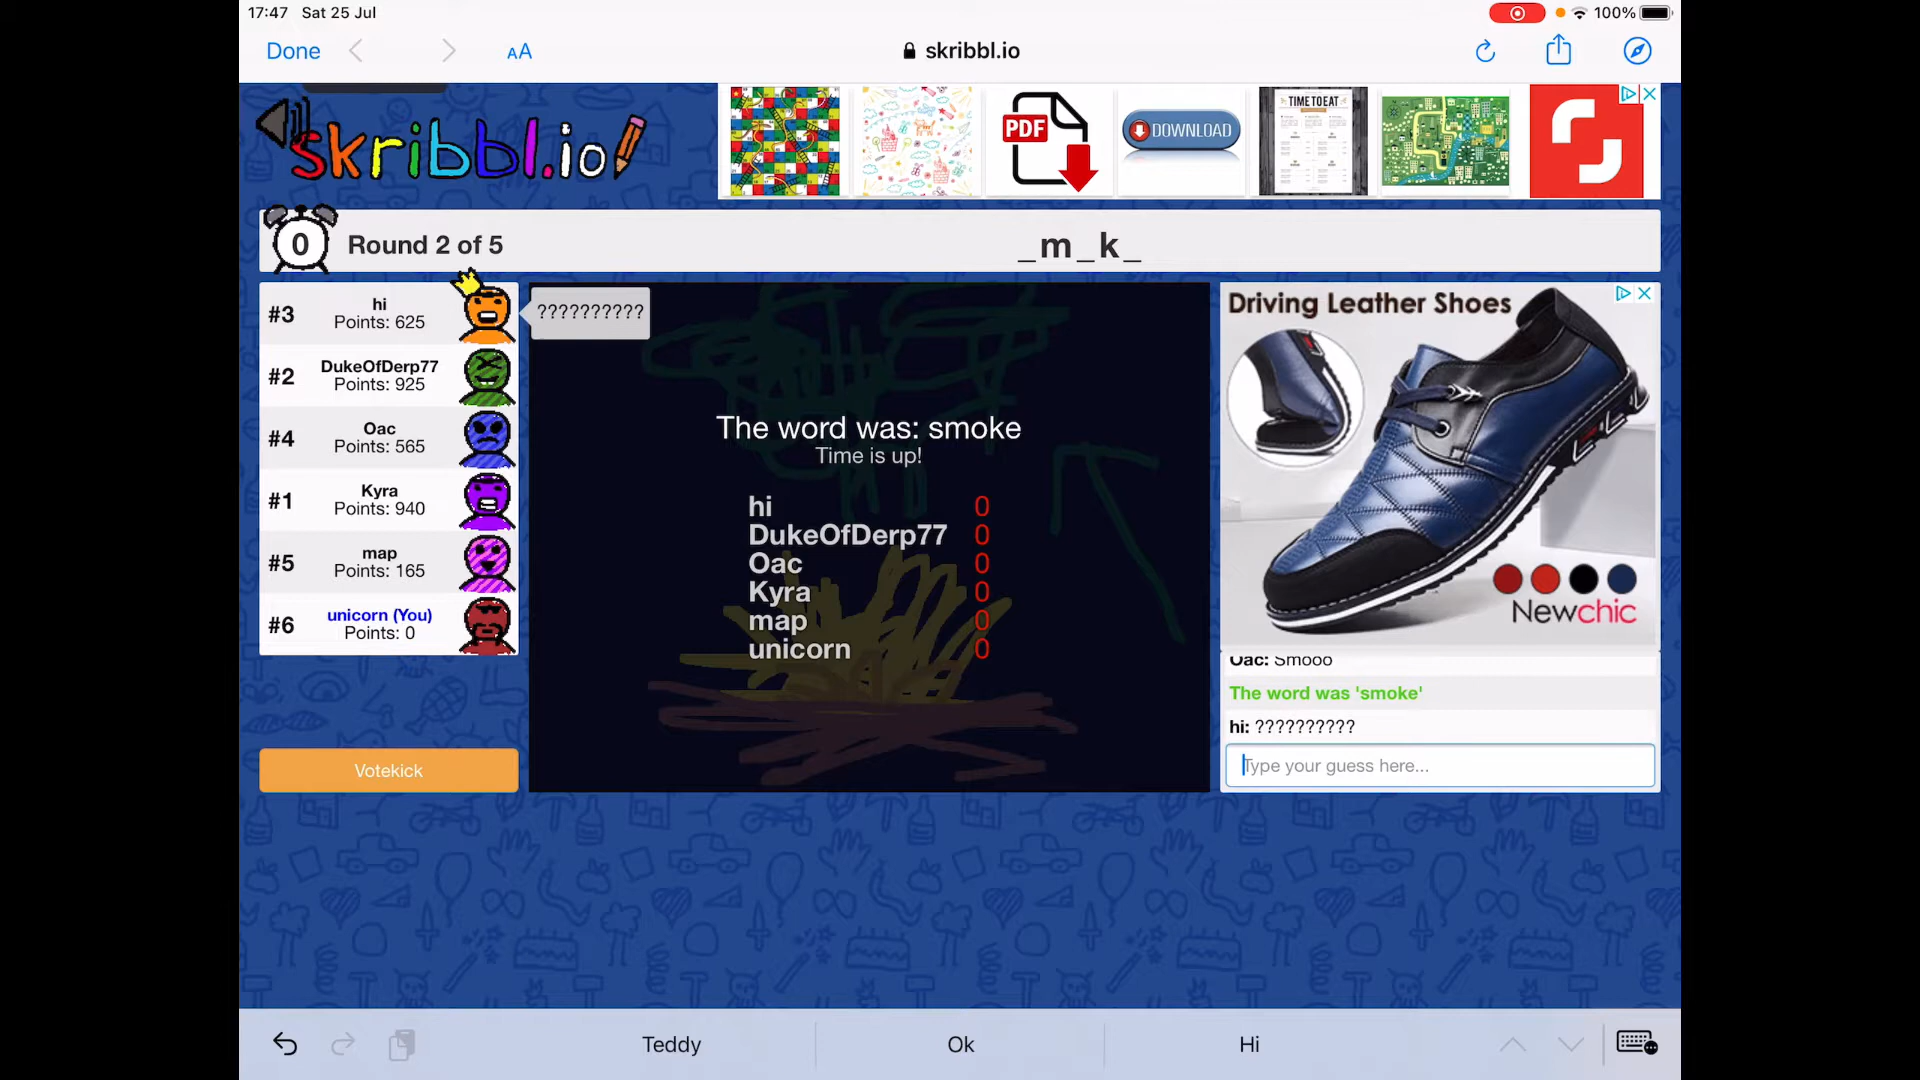 17:47 Sat 25 Jul
100%
Done
AA
skribbl.io
skribbl.io
PDF
DOWNLOAD
TIME TO EAT
0
Round 2 of 5
_m_k_
#3
hi
Points: 625
??????????
#2
DukeOfDerp77
Points: 925
#4
Oac
Points: 565
#1
Kyra
Points: 940
#5
map
Points: 165
#6
unicorn (You)
Points: 0
Votekick
The word was: smoke
Time is up!
hi 0
DukeOfDerp77 0
Oac 0
Kyra 0
map 0
unicorn 0
Driving Leather Shoes
Newchic
Oac: Smooo
The word was 'smoke'
hi: ??????????
Type your guess here...
Teddy
Ok
Hi